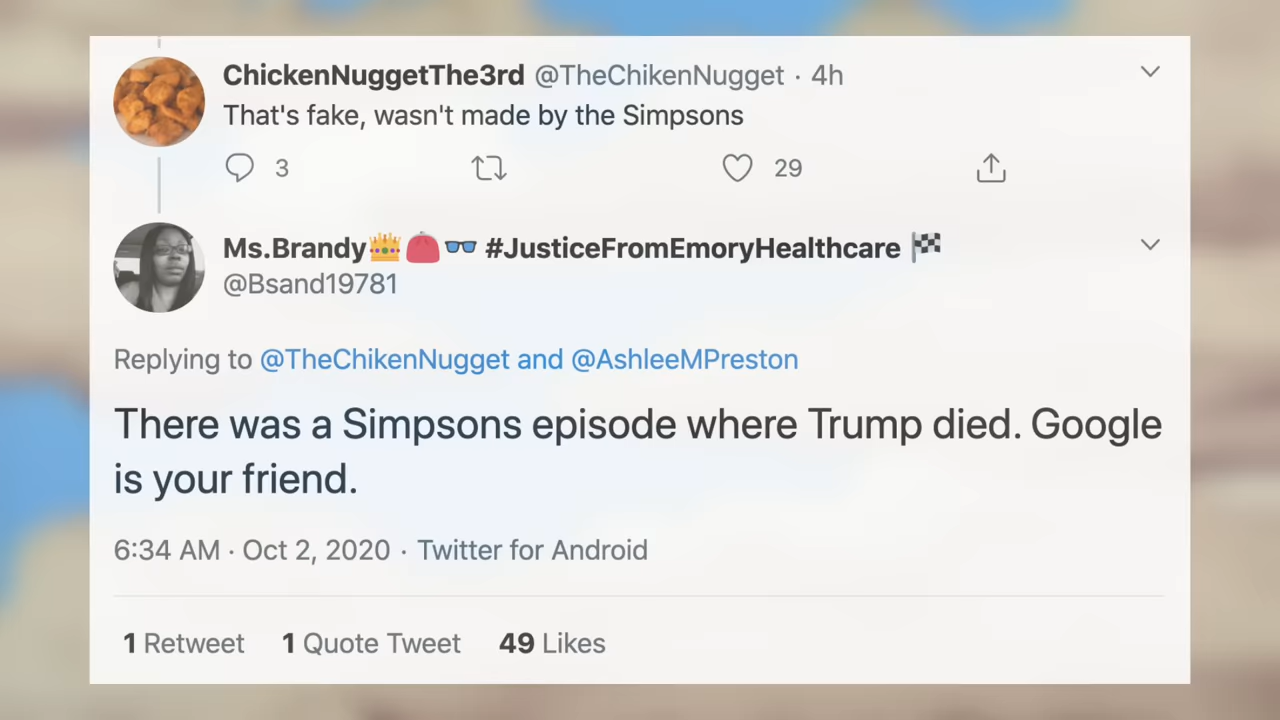 ChickenNuggetThe3rd @TheChikenNugget · 4h
That's fake, wasn't made by the Simpsons
3 29
Ms.Brandy👑👛👓 #JusticeFromEmoryHealthcare 🏁
@Bsand19781
Replying to @TheChikenNugget and @AshleeMPreston
There was a Simpsons episode where Trump died. Google
is your friend.
6:34 AM · Oct 2, 2020 · Twitter for Android
1 Retweet 1 Quote Tweet 49 Likes